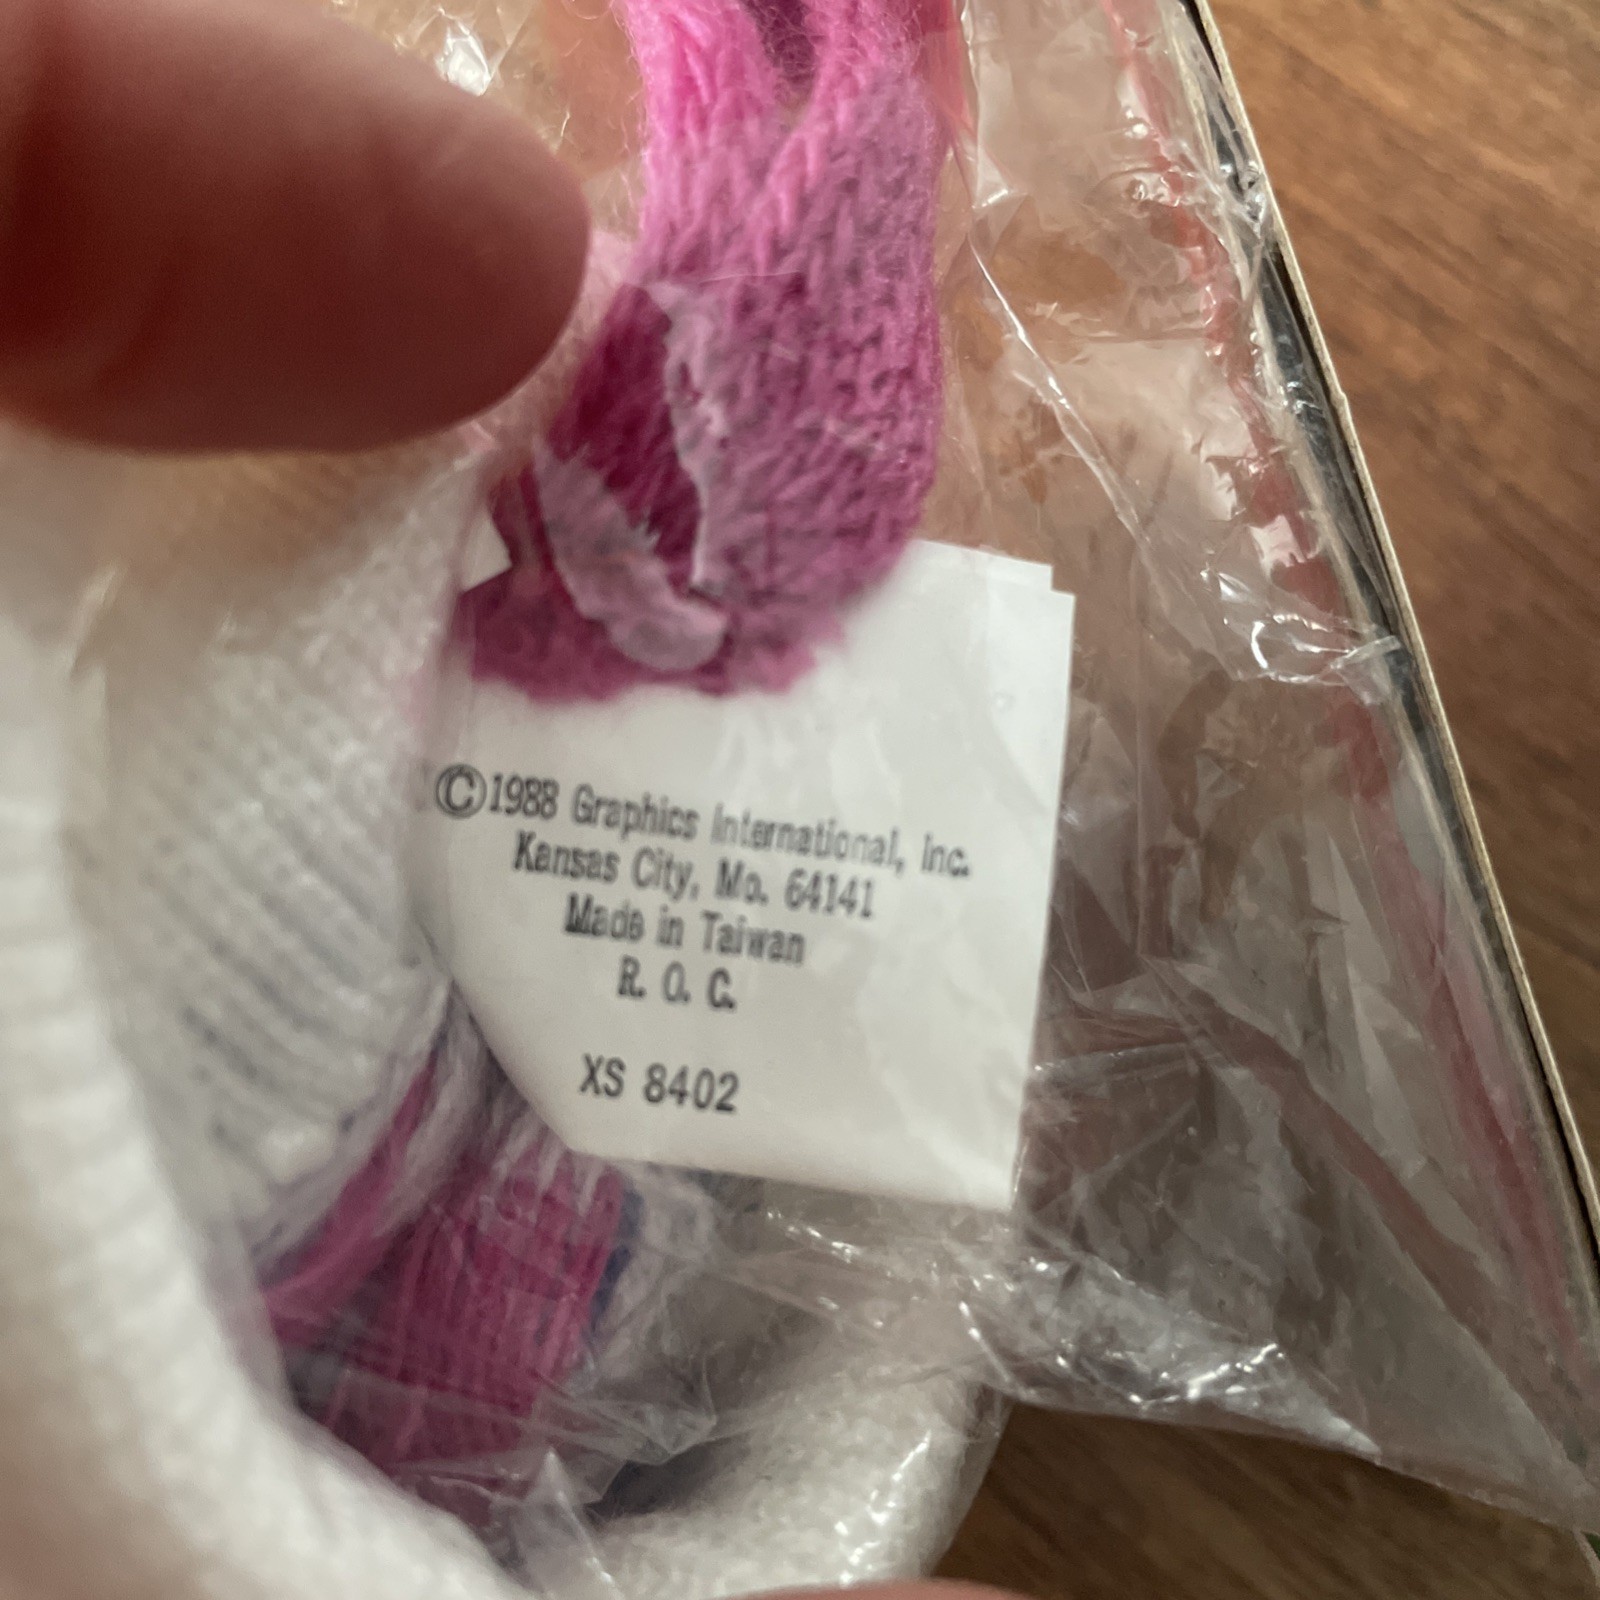 ©1988 Graphics International, Inc.
Kansas City, Mo. 64141
Made in Taiwan
R. O. C.
XS 8402